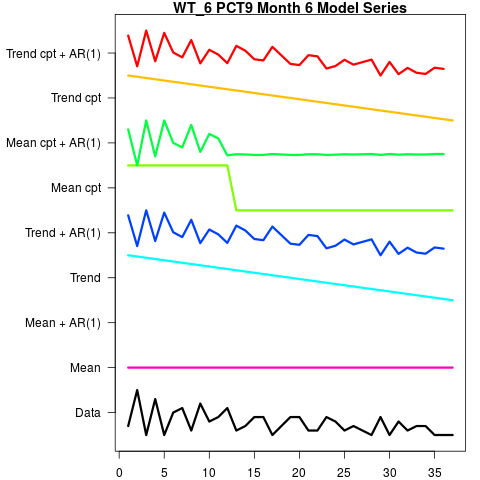 WT_6 PCT9 Month 6 Model Series
Trend cpt + AR(1)
Trend cpt
Mean cpt + AR(1)
Mean cpt
Trend + AR(1)
Trend
Mean + AR(1)
Mean
Data
0 5 10 15 20 25 30 35